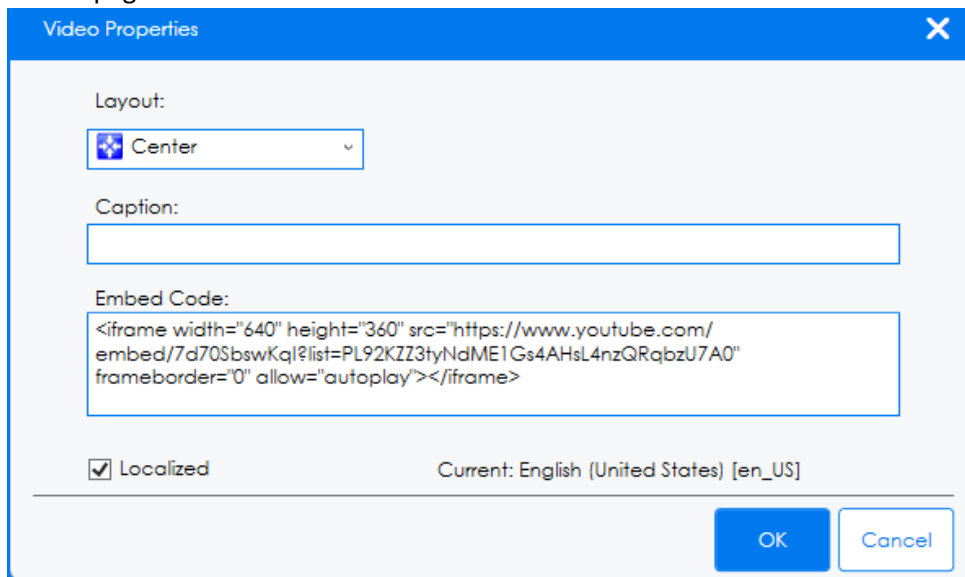 Video Properties
Layout:
Center
Caption:
Embed Code:
<iframe width="640" height="360" src="https://www.youtube.com/
embed/7d70SbswKqI?list=PL92KZZ3tyNdME1Gs4AHsL4nzQRqbzU7A0"
frameborder="0" allow="autoplay"></iframe>
Localized
Current: English (United States) [en_US]
OK
Cancel